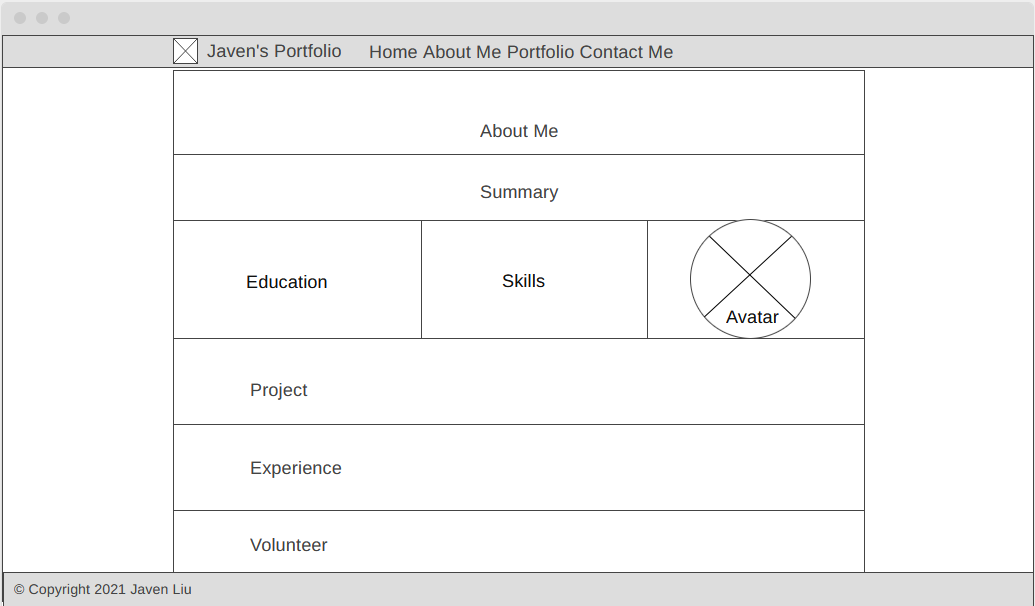 Javen's Portfolio Home About Me Portfolio Contact Me
About Me
Summary
Education Skills Avatar
Project
Experience
Volunteer
© Copyright 2021 Javen Liu